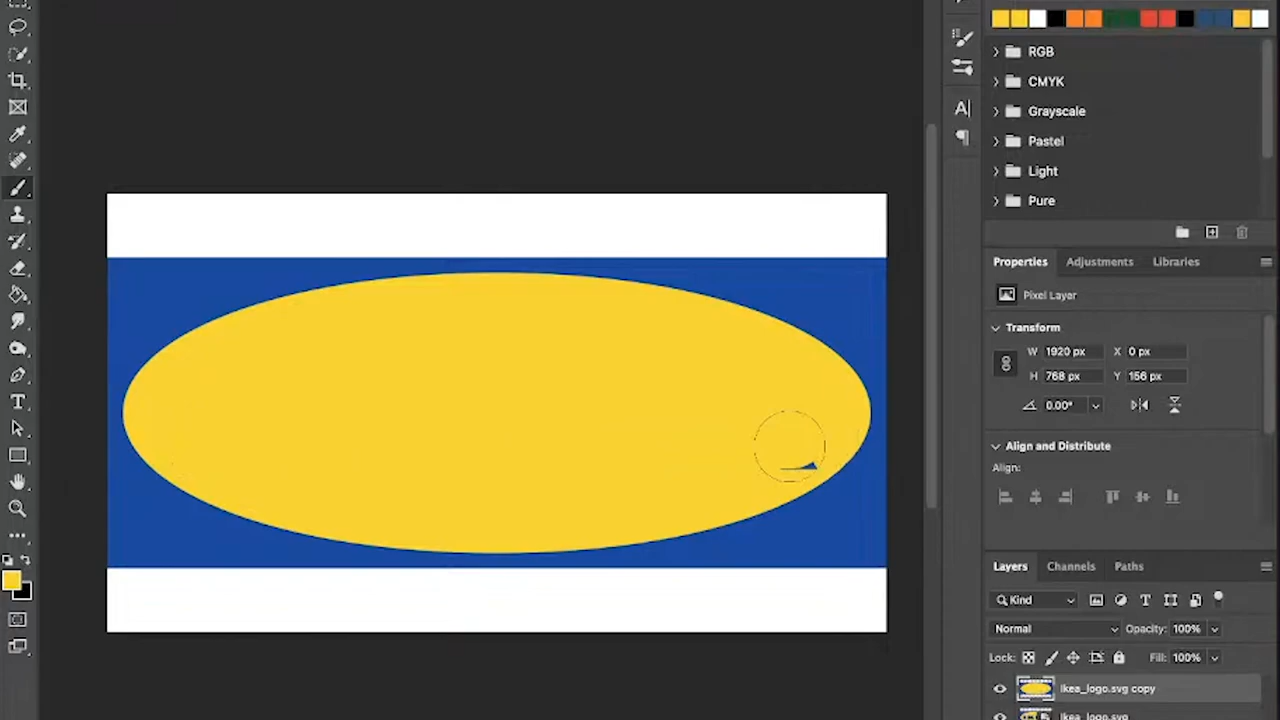 RGB
CMYK
Grayscale
Pastel
Light
Pure
Properties Adjustments Libraries
Pixel Layer
Transform
W 1920 px X 0 px
H 768 px Y 156 px
0.00°
Align and Distribute
Align:
Layers Channels Paths
Kind
Normal Opacity: 100%
Lock: Fill: 100%
Ikea_logo.svg copy
Ikea_logo.svg